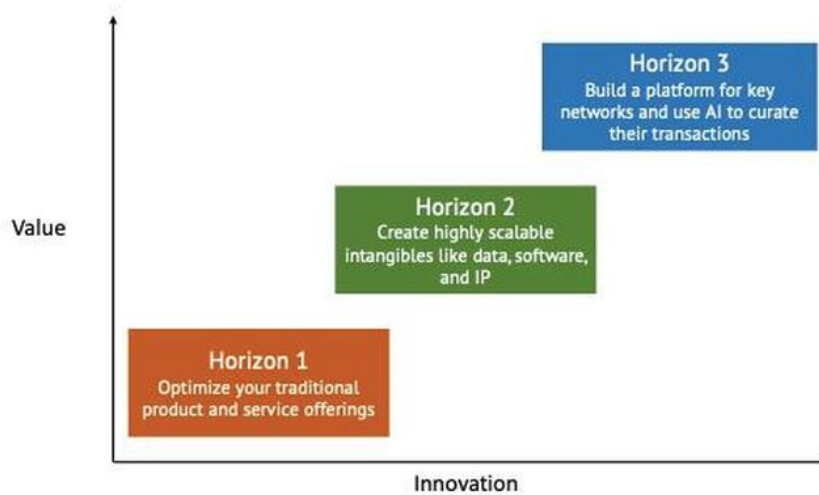 Horizon 3
Build a platform for key
networks and use AI to curate
their transactions
Horizon 2
Create highly scalable
intangibles like data, software,
and IP
Value
Horizon 1
Optimize your traditional
product and service offerings
Innovation